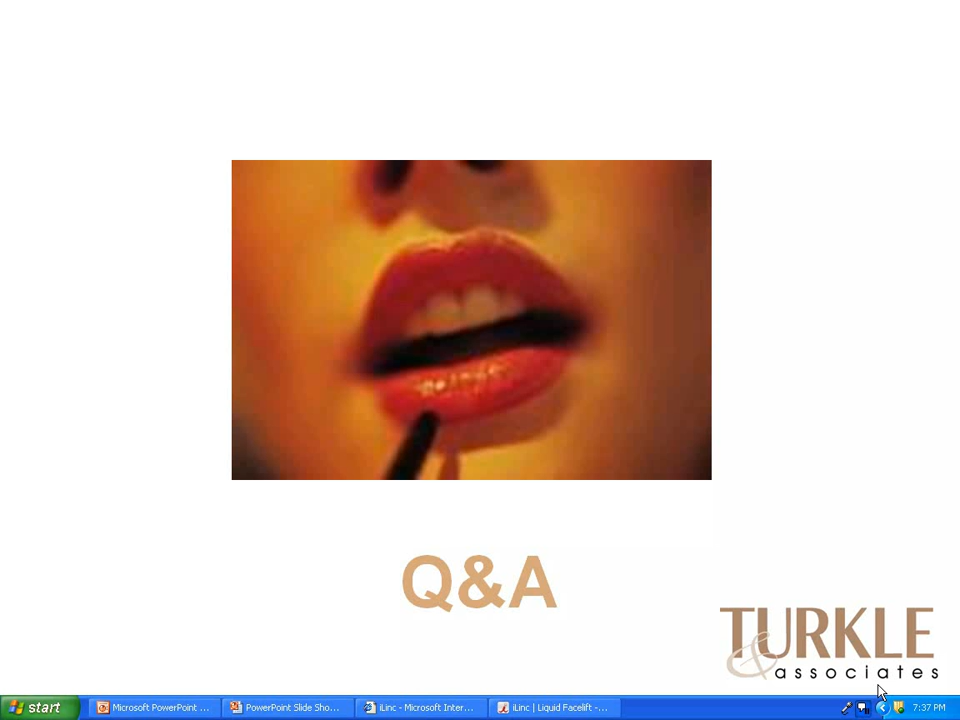 Q&A
TURKLE
& associates
start
Microsoft PowerPoint ...
PowerPoint Slide Sho...
iLinc - Microsoft Inter...
iLinc | Liquid Facelift -...
7:37 PM